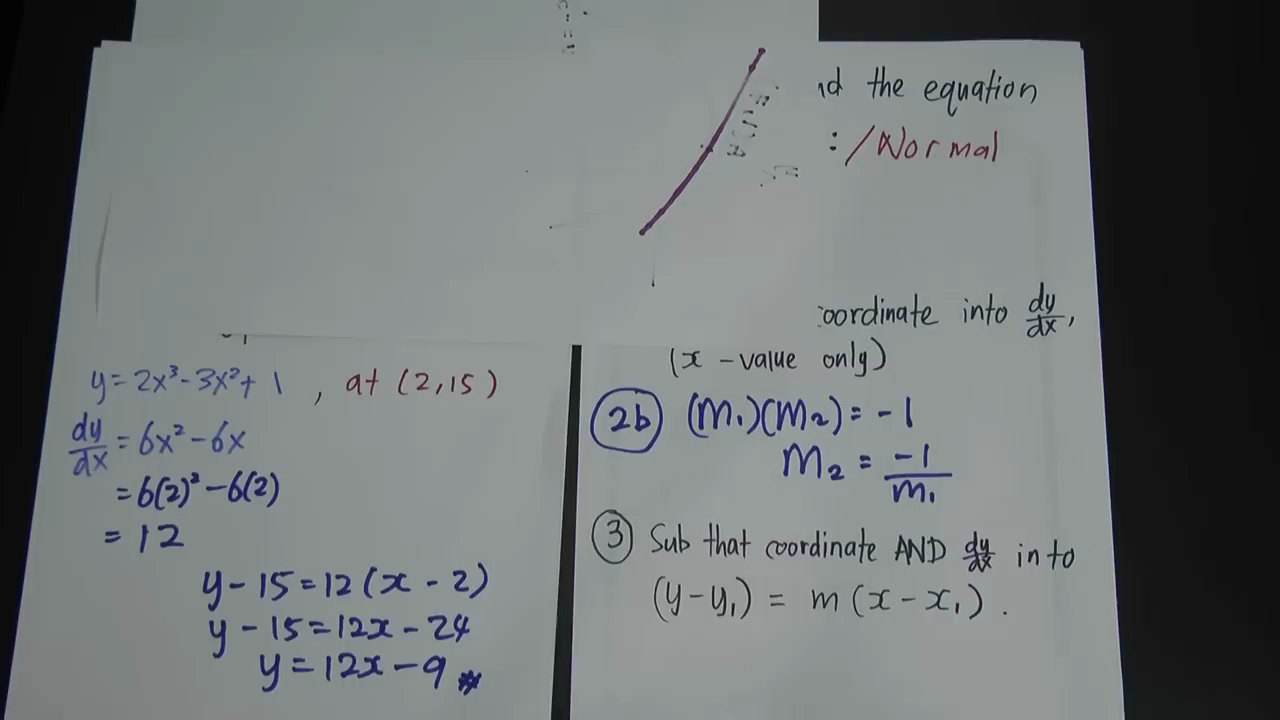 y = 2x³ - 3x² + 1 , at (2,15)
dy/dx = 6x² - 6x
= 6(2)² - 6(2)
= 12
y - 15 = 12(x - 2)
y - 15 = 12x - 24
y = 12x - 9
the equation
: / Normal
into dy/dx,
(x - value only)
2b (m₁)(m₂) = -1
m₂ = -1/m₁
3 Sub that coordinate AND dy/dx into
(y - y₁) = m(x - x₁).